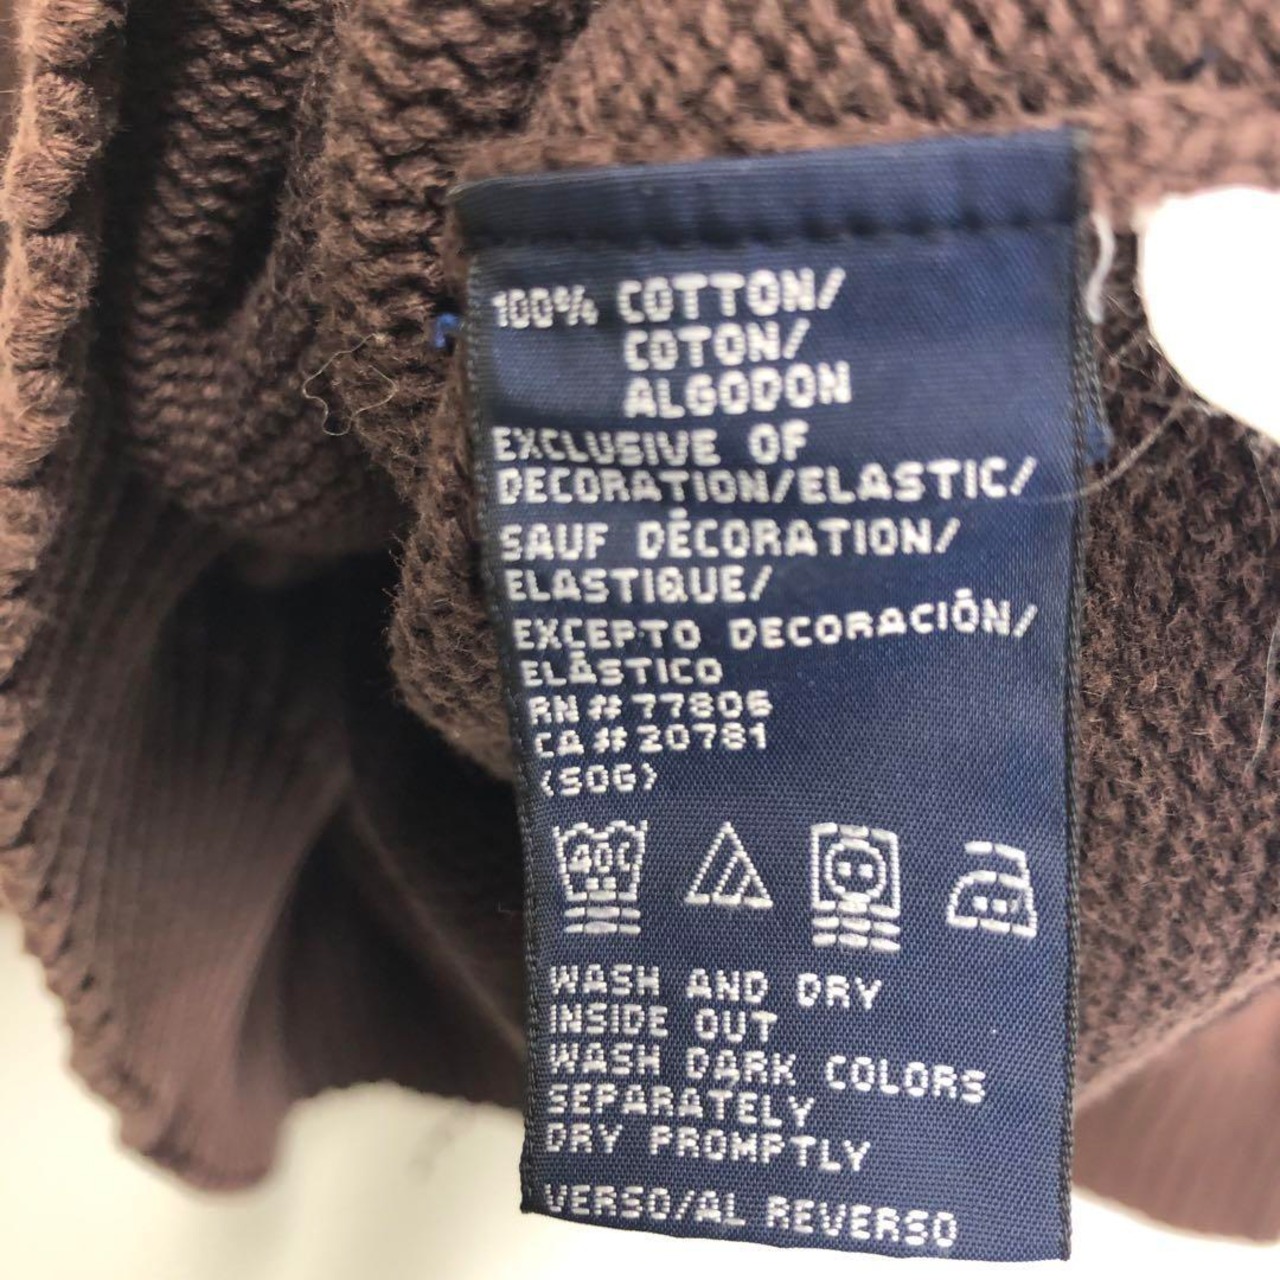 100% COTTON/
COTON/
ALGODON
EXCLUSIVE OF
DECORATION/ELASTIC/
SAUF DÉCORATION/
ELASTIQUE/
EXCEPTO DECORACIÓN/
ELÁSTICO
RN # 77806
CA # 20781
(SOG)
40C
WASH AND DRY
INSIDE OUT
WASH DARK COLORS
SEPARATELY
DRY PROMPTLY
VERSO/AL REVERSO